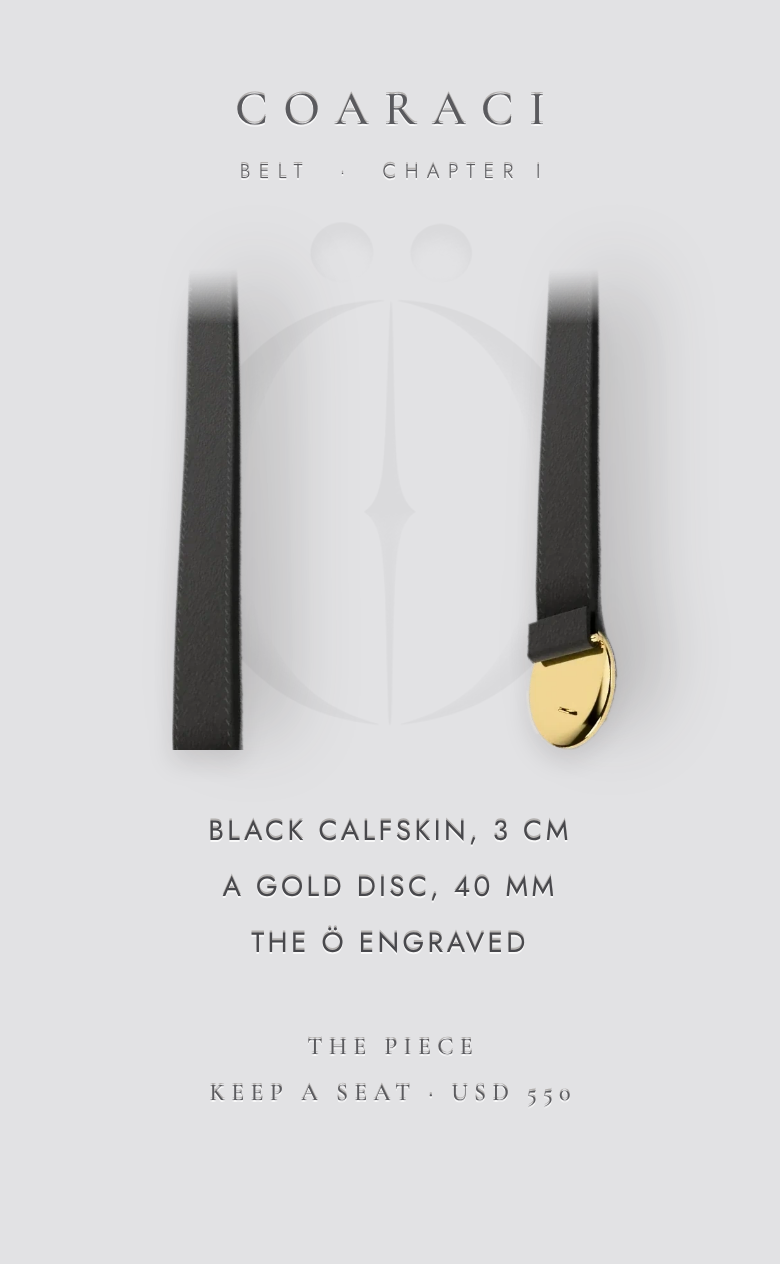 COARACI
BELT · CHAPTER I
Ö
BLACK CALFSKIN, 3 CM
A GOLD DISC, 40 MM
THE Ö ENGRAVED
THE PIECE
KEEP A SEAT · USD 550